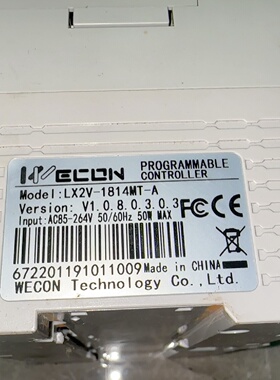 WECON PROGRAMMABLE CONTROLLER
Model:LX2V-1814MT-A
Version: V1.0.8.0.3.0.3
Input:AC85-264V 50/60Hz 50W MAX
FCC CE
672201191011009 Made in CHINA
WECON Technology Co.,Ltd.